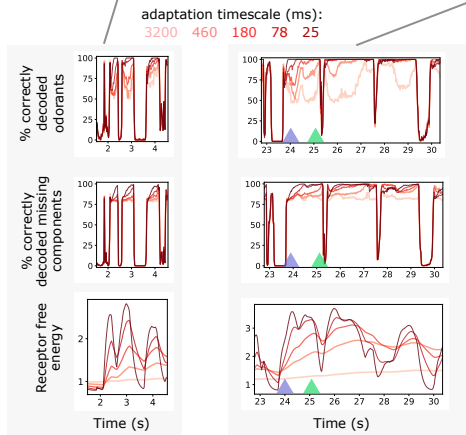 adaptation timescale (ms):
3200 460 180 78 25
% correctly
decoded
odorants
100
75
50
25
0
2 3 4
100
75
50
25
0
23 24 25 26 27 28 29 30
% correctly
decoded missing
components
100
75
50
25
0
2 3 4
100
75
50
25
0
23 24 25 26 27 28 29 30
Receptor free
energy
2
1
2 3 4
3
2
1
23 24 25 26 27 28 29 30
Time (s)
Time (s)